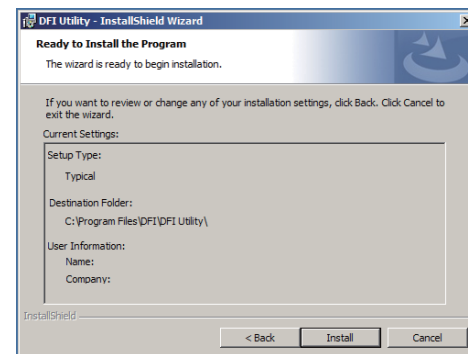 DFI Utility - InstallShield Wizard
Ready to Install the Program
The wizard is ready to begin installation.
If you want to review or change any of your installation settings, click Back. Click Cancel to
exit the wizard.
Current Settings:
Setup Type:
Typical
Destination Folder:
C:\Program Files\DFI\DFI Utility\
User Information:
Name:
Company:
InstallShield
< Back Install Cancel